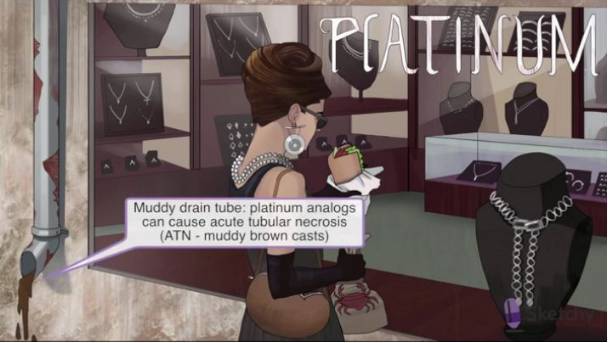 PLATINUM
Muddy drain tube: platinum analogs
can cause acute tubular necrosis
(ATN - muddy brown casts)
Sketchy